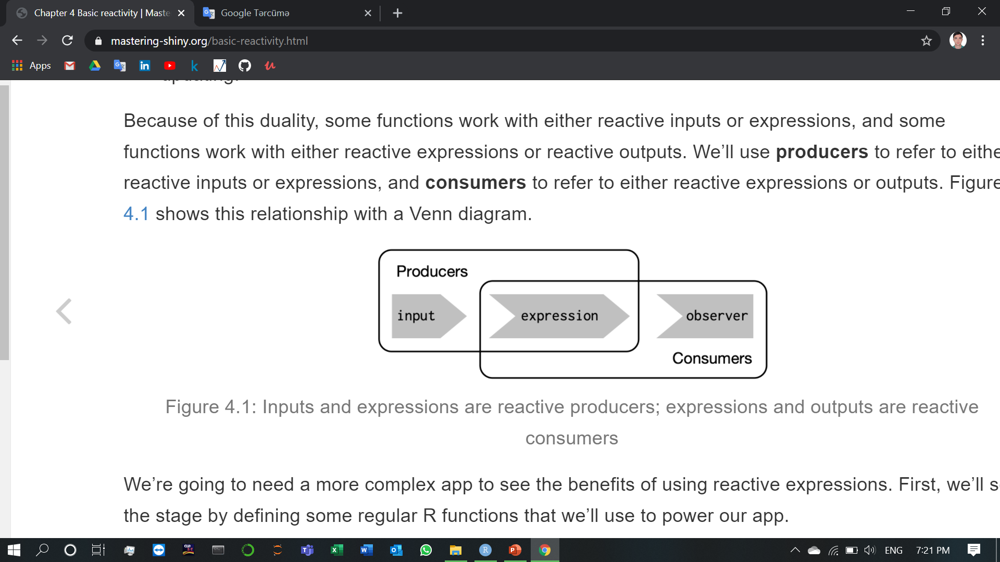 Chapter 4 Basic reactivity | Maste
Google Tərcümə
mastering-shiny.org/basic-reactivity.html
Apps
Because of this duality, some functions work with either reactive inputs or expressions, and some
functions work with either reactive expressions or reactive outputs. We’ll use producers to refer to eithe
reactive inputs or expressions, and consumers to refer to either reactive expressions or outputs. Figure
4.1 shows this relationship with a Venn diagram.
Producers
input
expression
observer
Consumers
Figure 4.1: Inputs and expressions are reactive producers; expressions and outputs are reactive
consumers
We’re going to need a more complex app to see the benefits of using reactive expressions. First, we’ll s
the stage by defining some regular R functions that we’ll use to power our app.
ENG
7:21 PM